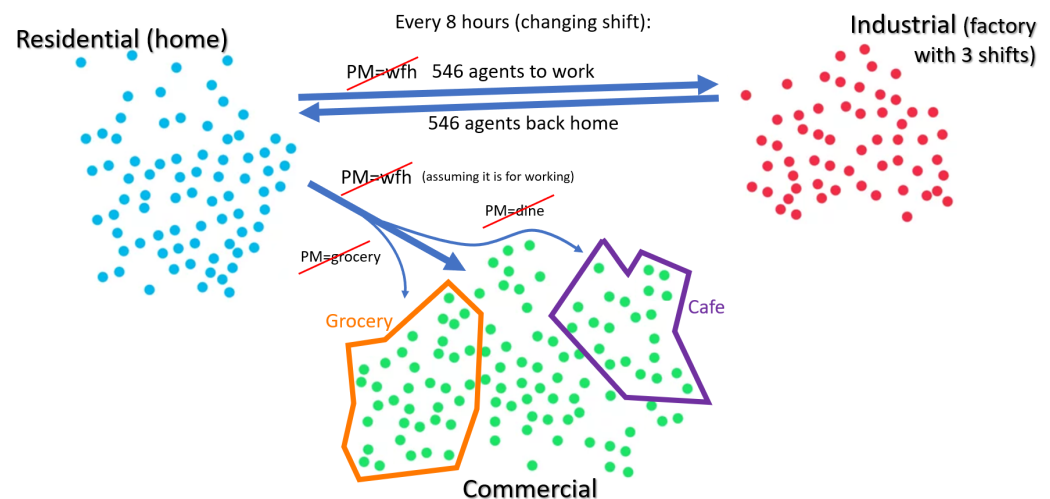 Every 8 hours (changing shift):
Residential (home)
Industrial (factory
with 3 shifts)
PM=wfh 546 agents to work
546 agents back home
PM=wfh (assuming it is for working)
PM=dine
PM=grocery
Grocery
Cafe
Commercial